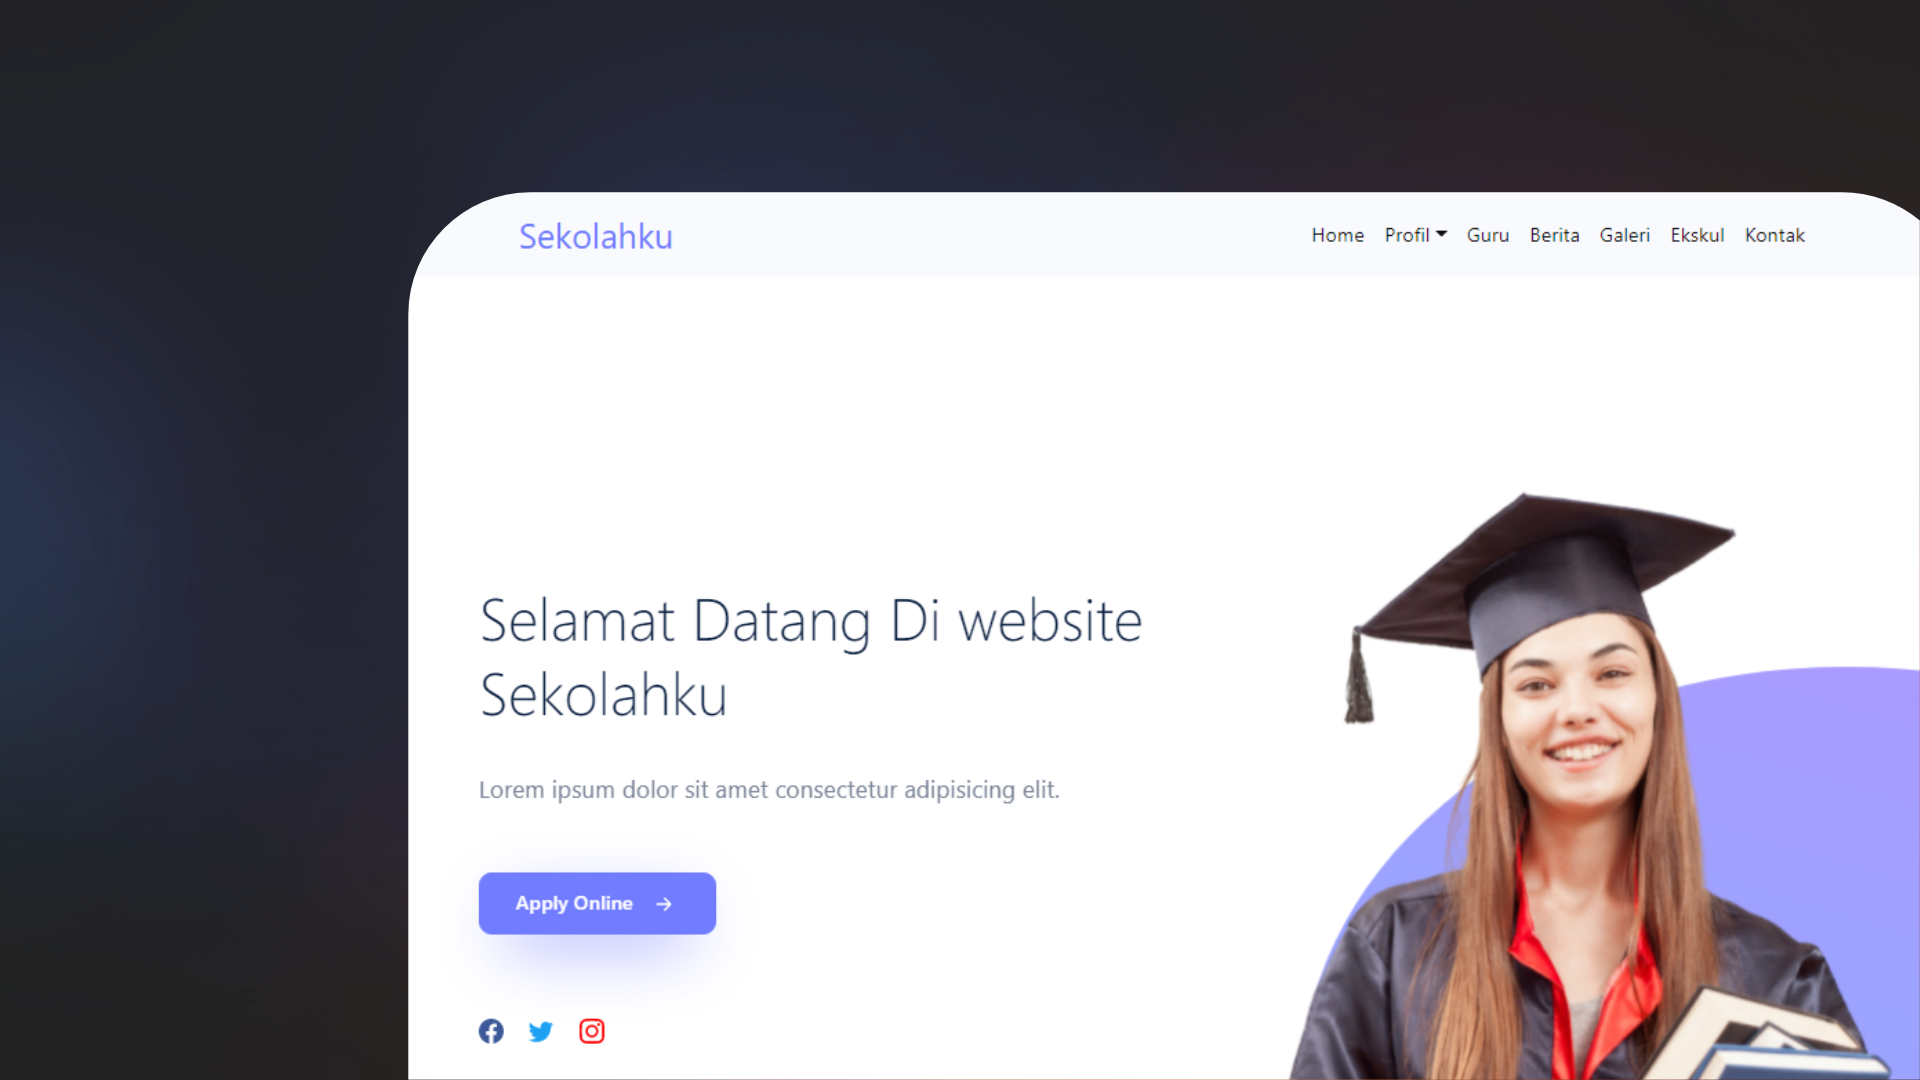 Sekolahku
Home Profil Guru Berita Galeri Ekskul Kontak
Selamat Datang Di website
Sekolahku
Lorem ipsum dolor sit amet consectetur adipisicing elit.
Apply Online →